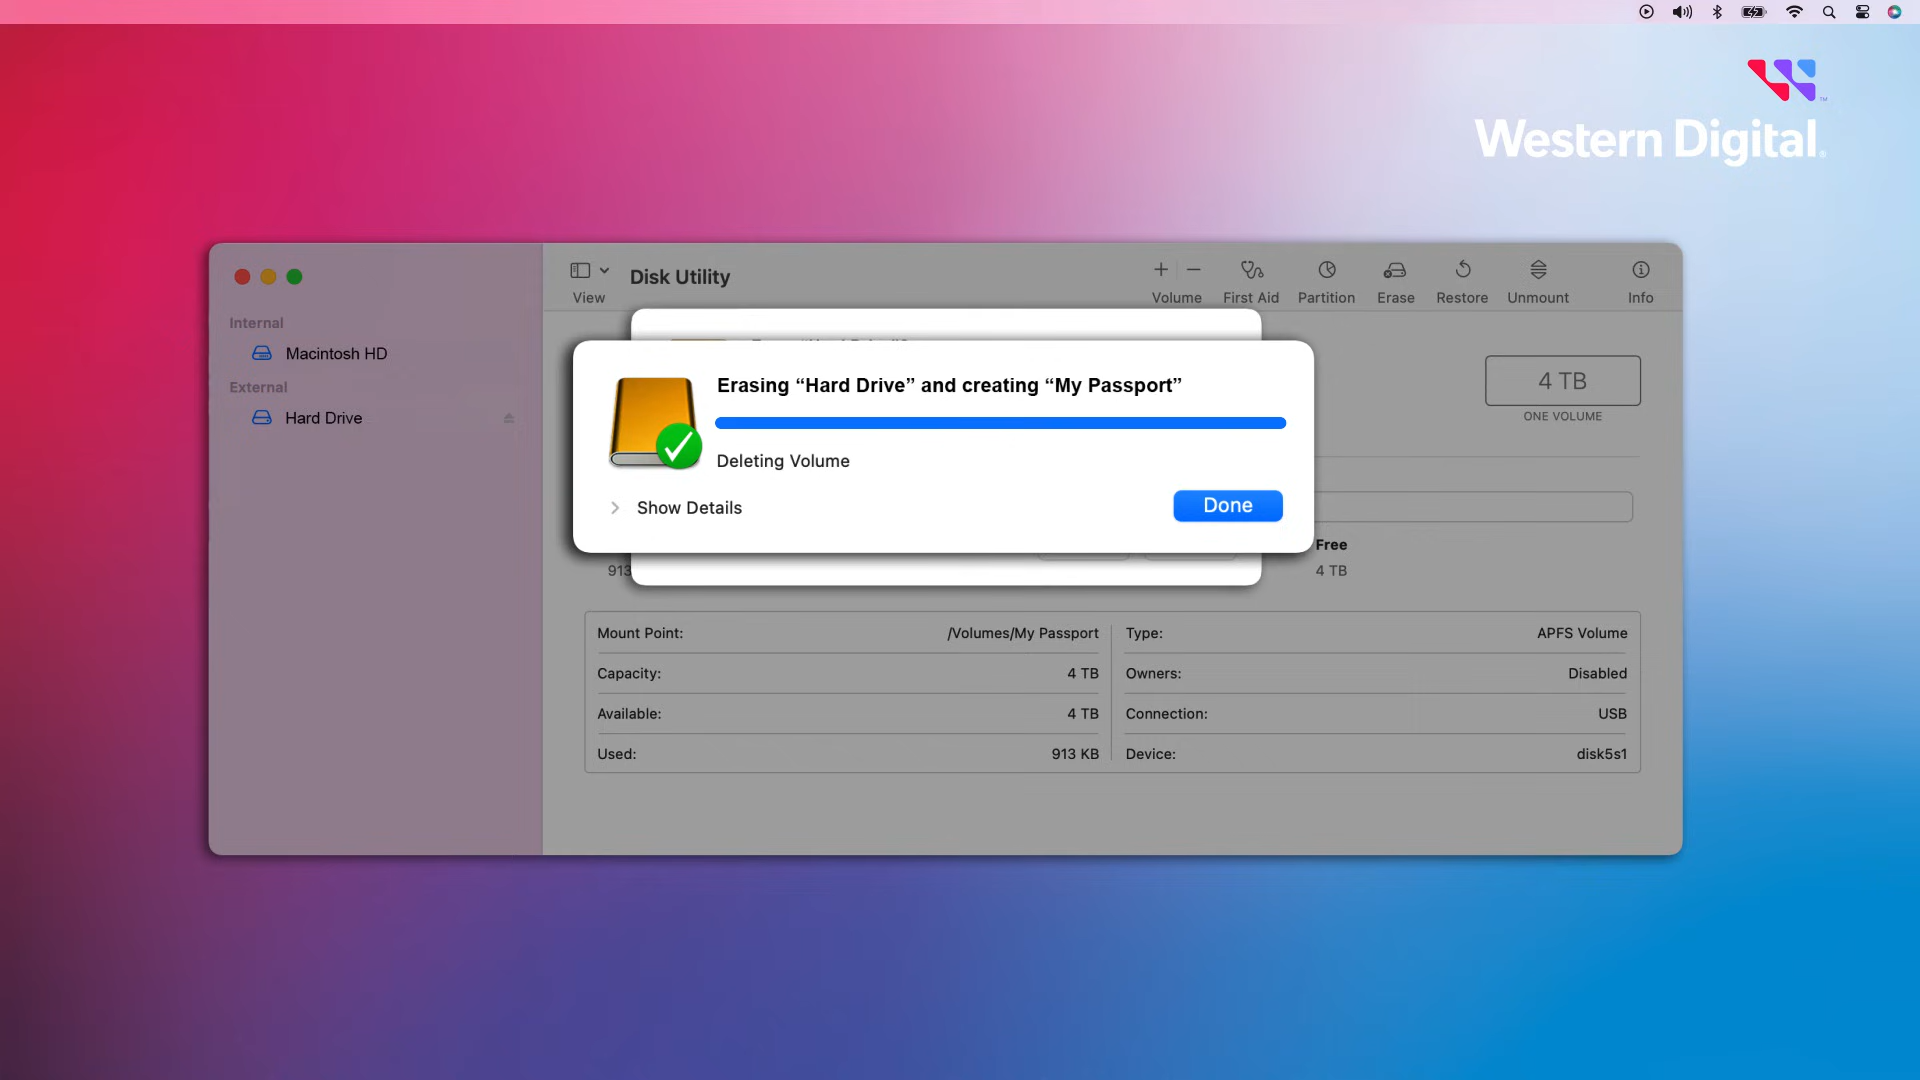 Western Digital
Disk Utility
View
Volume
First Aid
Partition
Erase
Restore
Unmount
Info
Internal
Macintosh HD
External
Hard Drive
Erasing “Hard Drive” and creating “My Passport”
Deleting Volume
Show Details
Done
4 TB
ONE VOLUME
913
Free
4 TB
Mount Point: /Volumes/My Passport
Type: APFS Volume
Capacity: 4 TB
Owners: Disabled
Available: 4 TB
Connection: USB
Used: 913 KB
Device: disk5s1